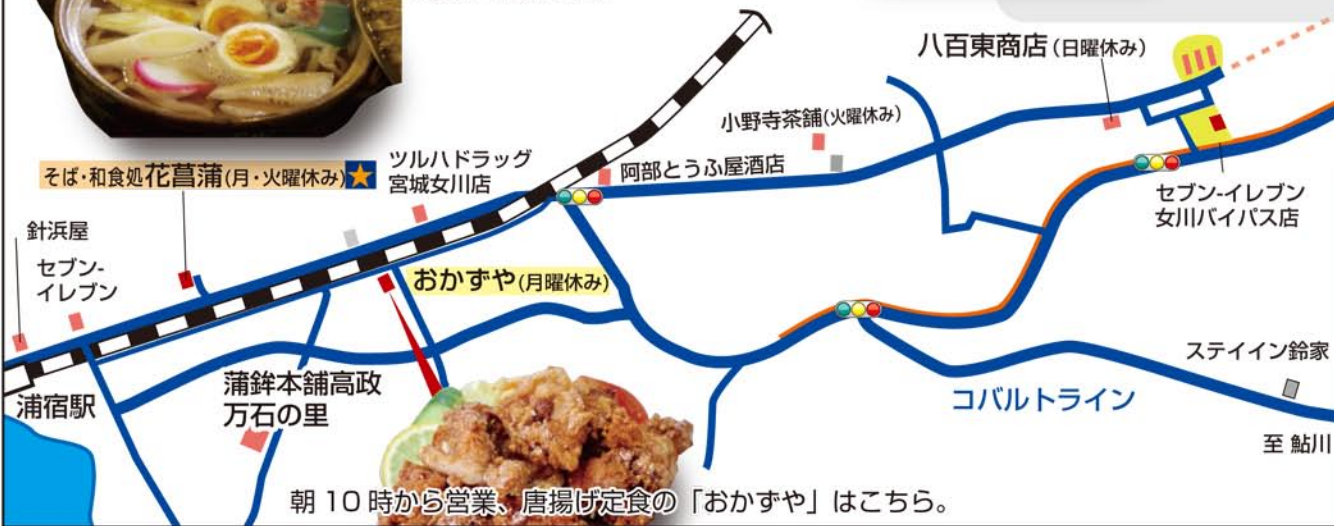 八百東商店(日曜休み)
小野寺茶舗(火曜休み)
ツルハドラッグ
宮城女川店
阿部とうふ屋酒店
そば・和食処花菖蒲(月・火曜休み)
セブン-イレブン
女川バイパス店
針浜屋
セブン-
イレブン
おかずや(月曜休み)
ステイイン鈴家
蒲鉾本舗高政
万石の里
浦宿駅
コバルトライン
至 鮎川
朝10時から営業、唐揚げ定食の「おかずや」はこちら。